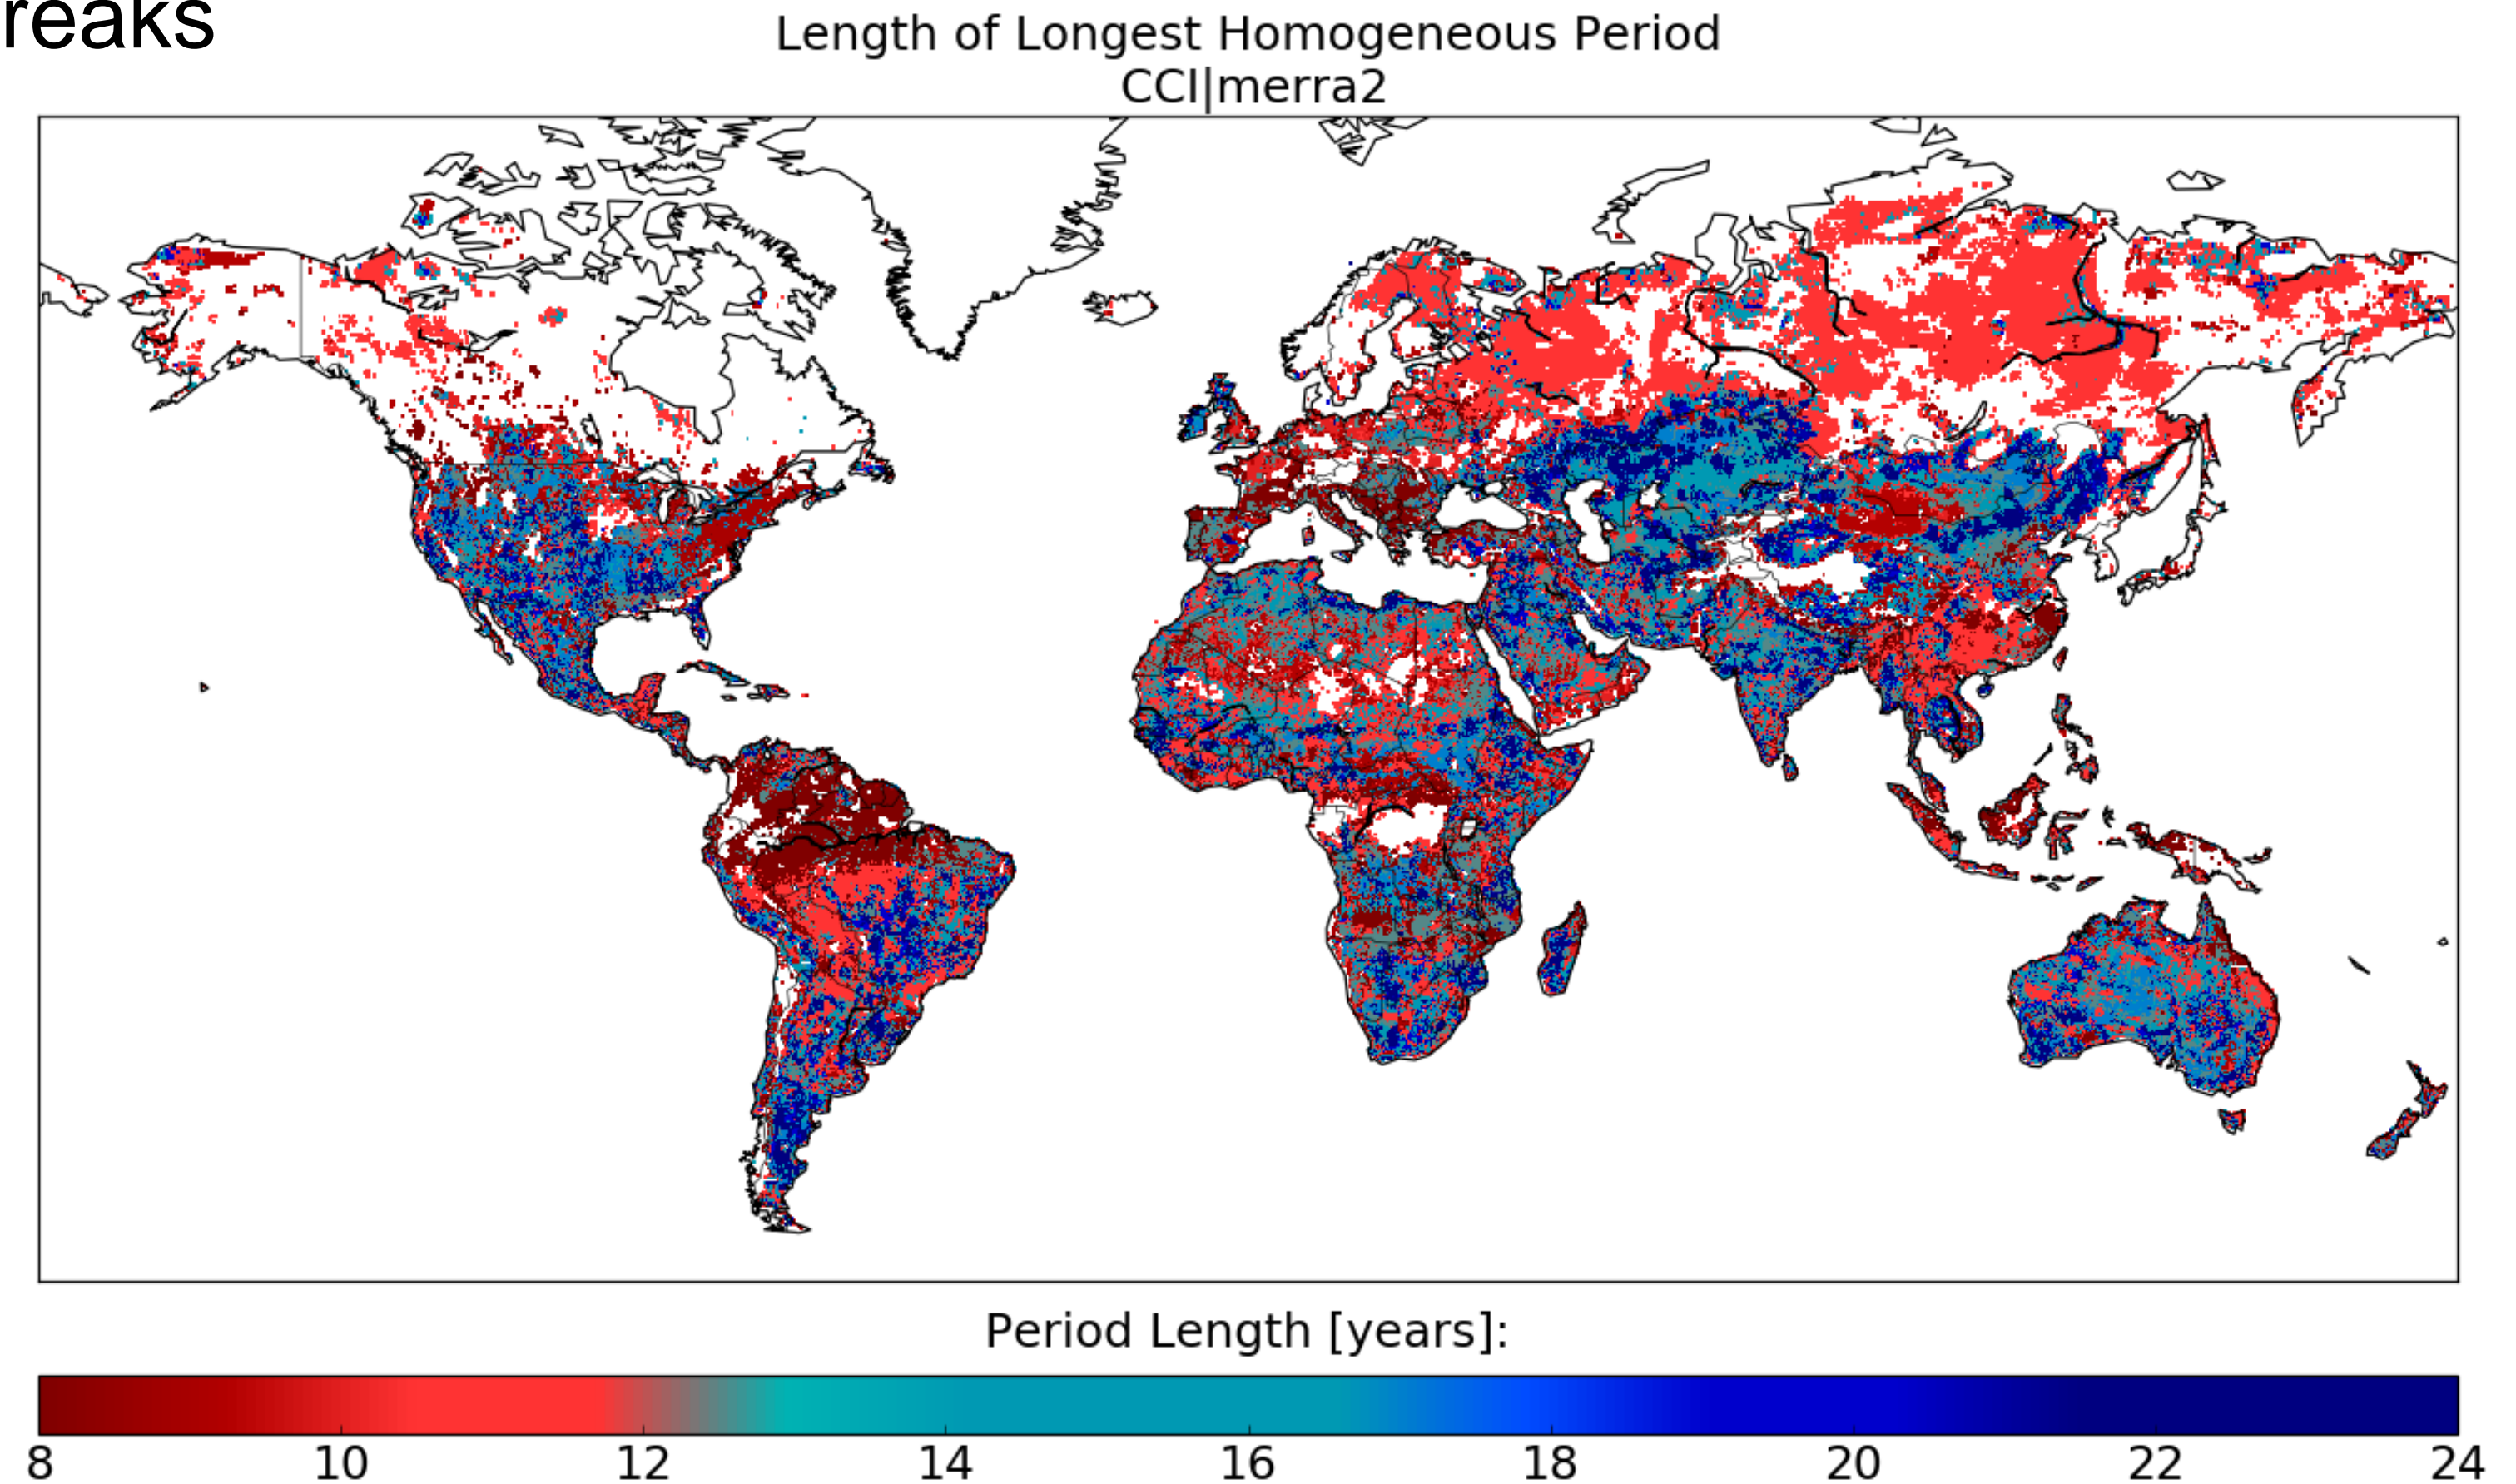 reaks
Length of Longest Homogeneous Period
CCI|merra2
Period Length [years]:
8 10 12 14 16 18 20 22 24